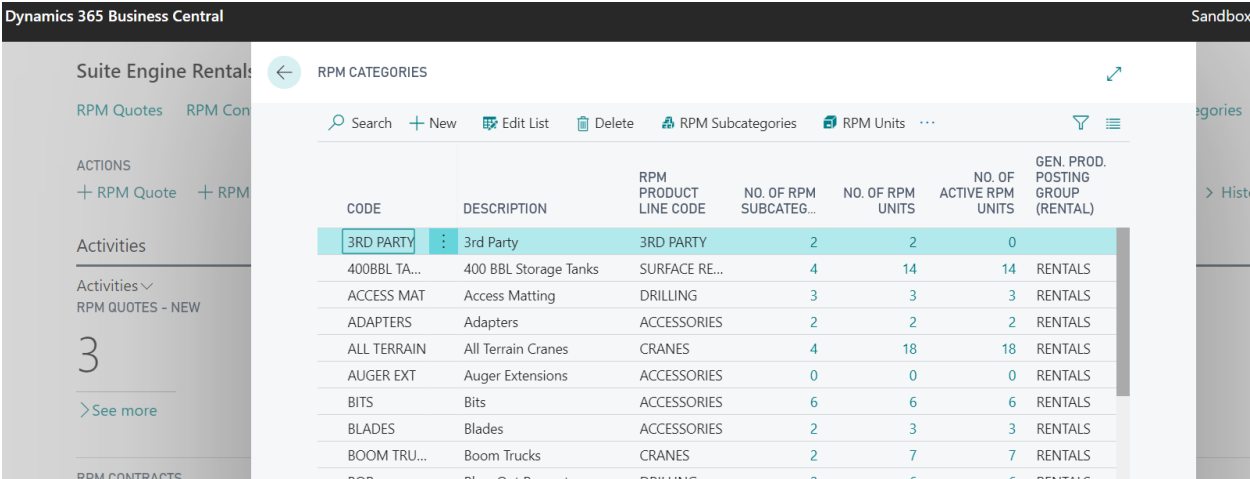 Dynamics 365 Business Central Sandbox
Suite Engine Rentals
RPM CATEGORIES
RPM Quotes RPM Con
egories
Search New Edit List Delete RPM Subcategories RPM Units ...
ACTIONS
+ RPM Quote + RPM
> Histo
CODE DESCRIPTION RPM PRODUCT LINE CODE NO. OF RPM SUBCATEG... NO. OF RPM UNITS NO. OF ACTIVE RPM UNITS GEN. PROD. POSTING GROUP (RENTAL)
Activities
3RD PARTY 3rd Party 3RD PARTY 2 2 0
400BBL TA... 400 BBL Storage Tanks SURFACE RE... 4 14 14 RENTALS
ACCESS MAT Access Matting DRILLING 3 3 3 RENTALS
ADAPTERS Adapters ACCESSORIES 2 2 2 RENTALS
ALL TERRAIN All Terrain Cranes CRANES 4 18 18 RENTALS
AUGER EXT Auger Extensions ACCESSORIES 0 0 0 RENTALS
BITS Bits ACCESSORIES 6 6 6 RENTALS
BLADES Blades ACCESSORIES 2 3 3 RENTALS
BOOM TRU... Boom Trucks CRANES 2 7 7 RENTALS
Activities
RPM QUOTES - NEW
3
> See more
RPM CONTRACTS